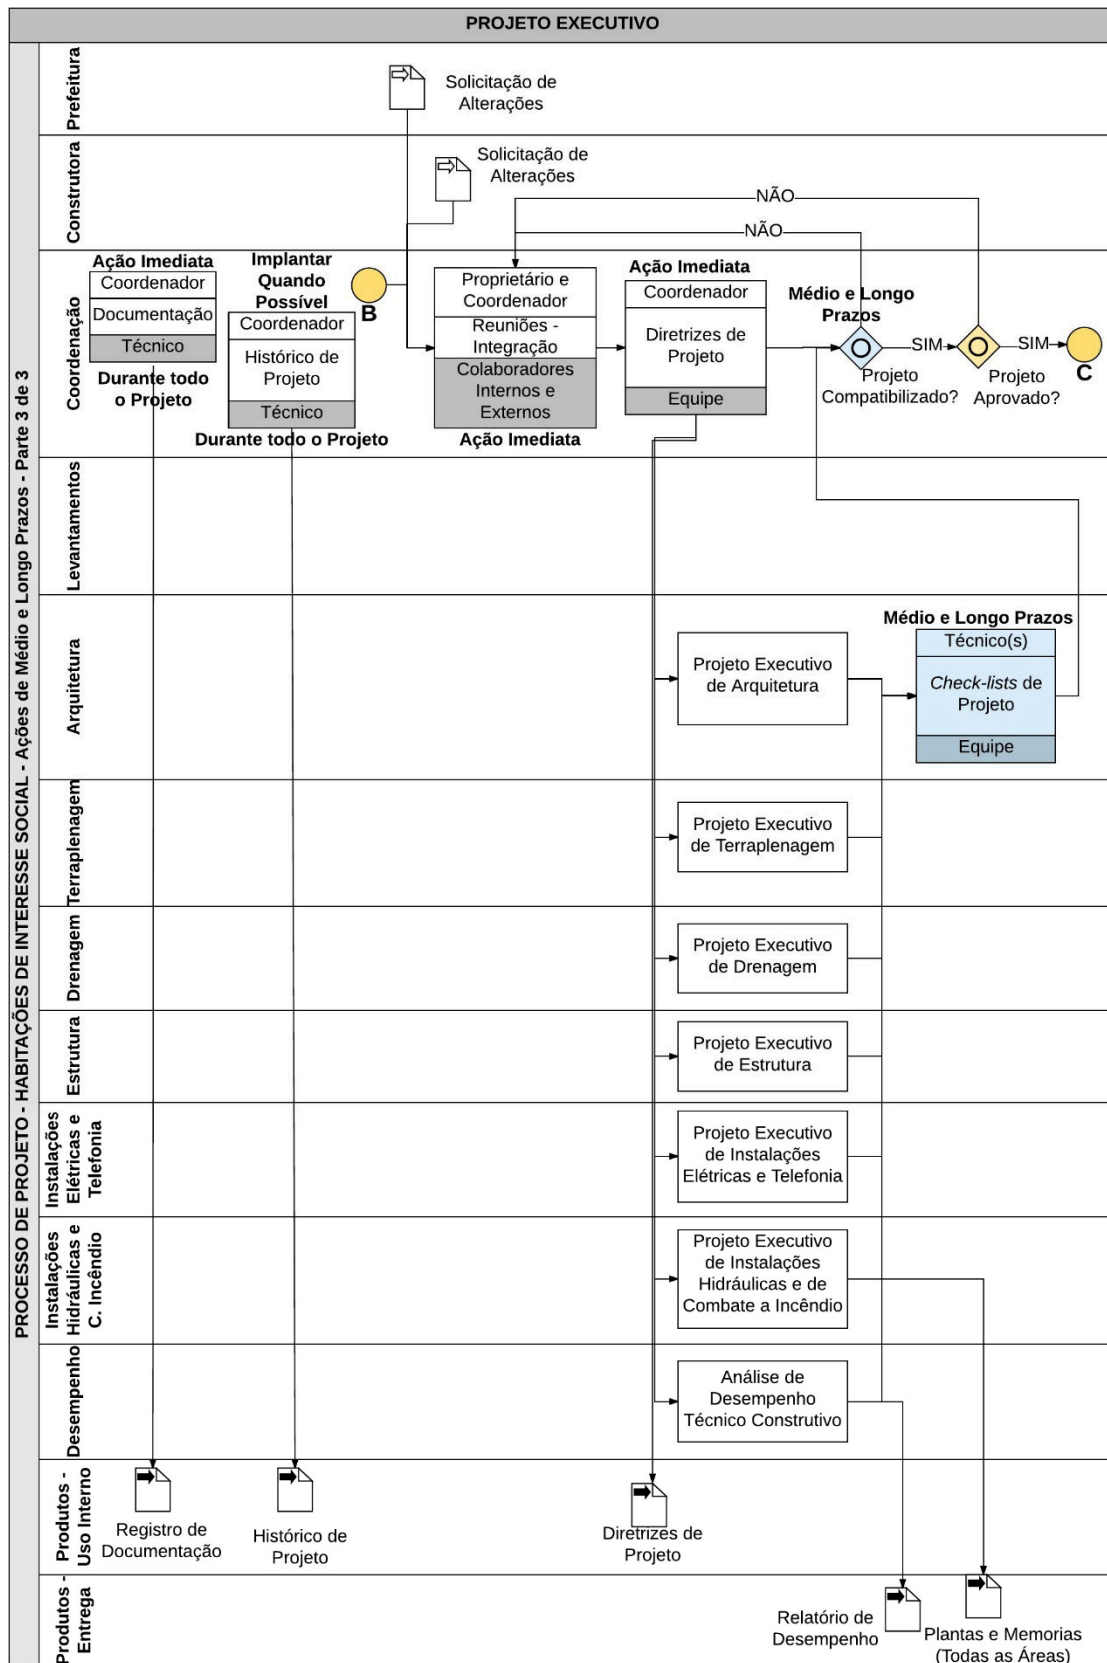 PROJETO EXECUTIVO
PROCESSO DE PROJETO - HABITAÇÕES DE INTERESSE SOCIAL - Ações de Médio e Longo Prazos - Parte 3 de 3
Prefeitura
Solicitação de
Alterações
Construtora
Solicitação de
Alterações
NÃO
NÃO
Coordenação
Ação Imediata
Coordenador
Documentação
Técnico
Durante todo
o Projeto
Implantar
Quando
Possível
Coordenador
Histórico de
Projeto
Técnico
Durante todo o Projeto
B
Proprietário e
Coordenador
Reuniões -
Integração
Colaboradores
Internos e
Externos
Ação Imediata
Ação Imediata
Coordenador
Diretrizes de
Projeto
Equipe
Médio e Longo
Prazos
SIM
Projeto
Compatibilizado?
SIM
Projeto
Aprovado?
C
Levantamentos
Arquitetura
Projeto Executivo
de Arquitetura
Médio e Longo Prazos
Técnico(s)
Check-lists de
Projeto
Equipe
Terraplenagem
Projeto Executivo
de Terraplenagem
Drenagem
Projeto Executivo
de Drenagem
Estrutura
Projeto Executivo
de Estrutura
Instalações
Elétricas e
Telefonia
Projeto Executivo
de Instalações
Elétricas e Telefonia
Instalações
Hidráulicas e
C. Incêndio
Projeto Executivo
de Instalações
Hidráulicas e de
Combate a Incêndio
Desempenho
Análise de
Desempenho
Técnico Construtivo
Produtos -
Uso Interno
Registro de
Documentação
Histórico de
Projeto
Diretrizes de
Projeto
Produtos -
Entrega
Relatório de
Desempenho
Plantas e Memorias
(Todas as Áreas)